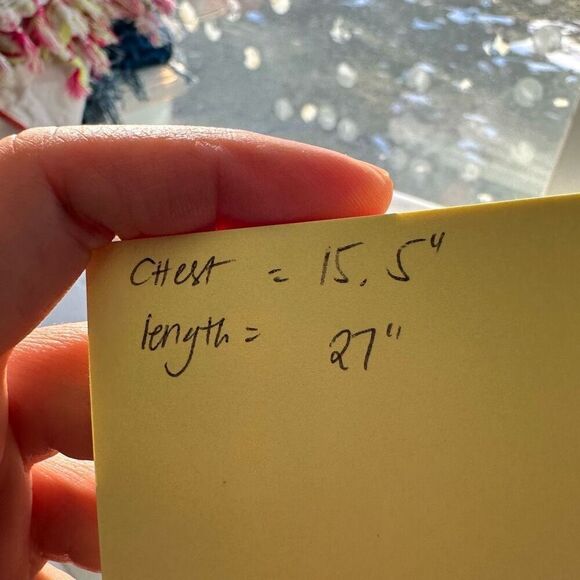 CHest = 15.5"
length = 27"